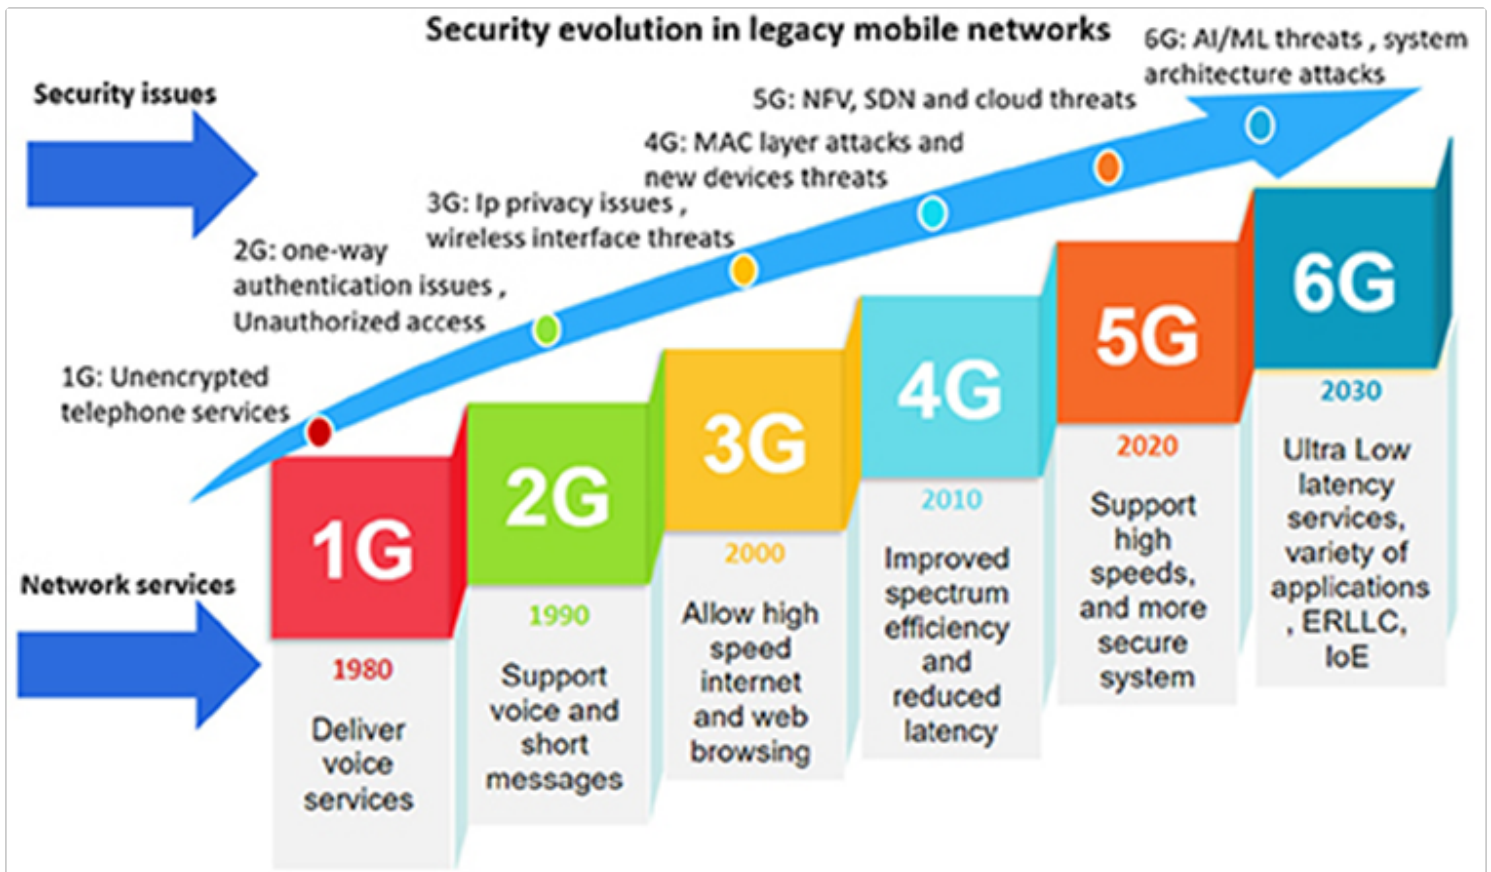 Security evolution in legacy mobile networks
Security issues
6G: AI/ML threats , system
architecture attacks
5G: NFV, SDN and cloud threats
4G: MAC layer attacks and
new devices threats
3G: Ip privacy issues ,
wireless interface threats
2G: one-way
authentication issues ,
Unauthorized access
1G: Unencrypted
telephone services
Network services
1G
1980
Deliver
voice
services
2G
1990
Support
voice and
short
messages
3G
2000
Allow high
speed
internet
and web
browsing
4G
2010
Improved
spectrum
efficiency
and
reduced
latency
5G
2020
Support
high
speeds,
and more
secure
system
6G
2030
Ultra Low
latency
services,
variety of
applications
, ERLLC,
IoE